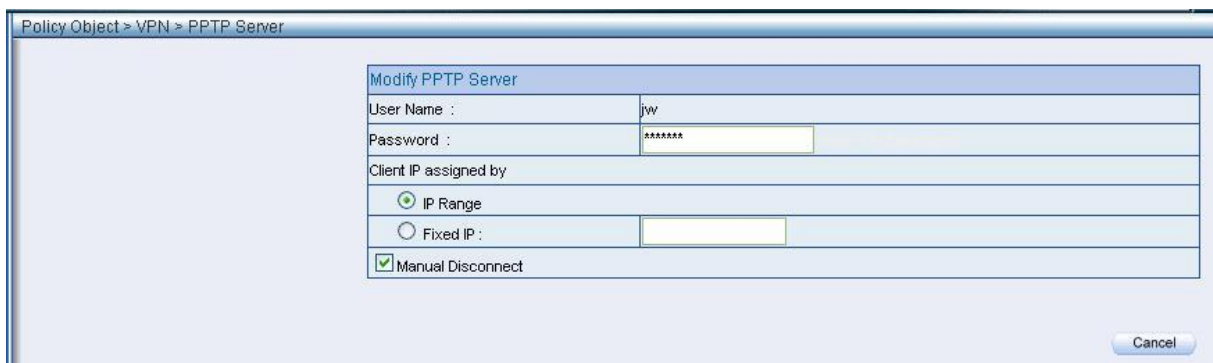 Policy Object > VPN > PPTP Server
Modify PPTP Server
User Name : jw
Password : *******
Client IP assigned by
IP Range
Fixed IP :
Manual Disconnect
Cancel